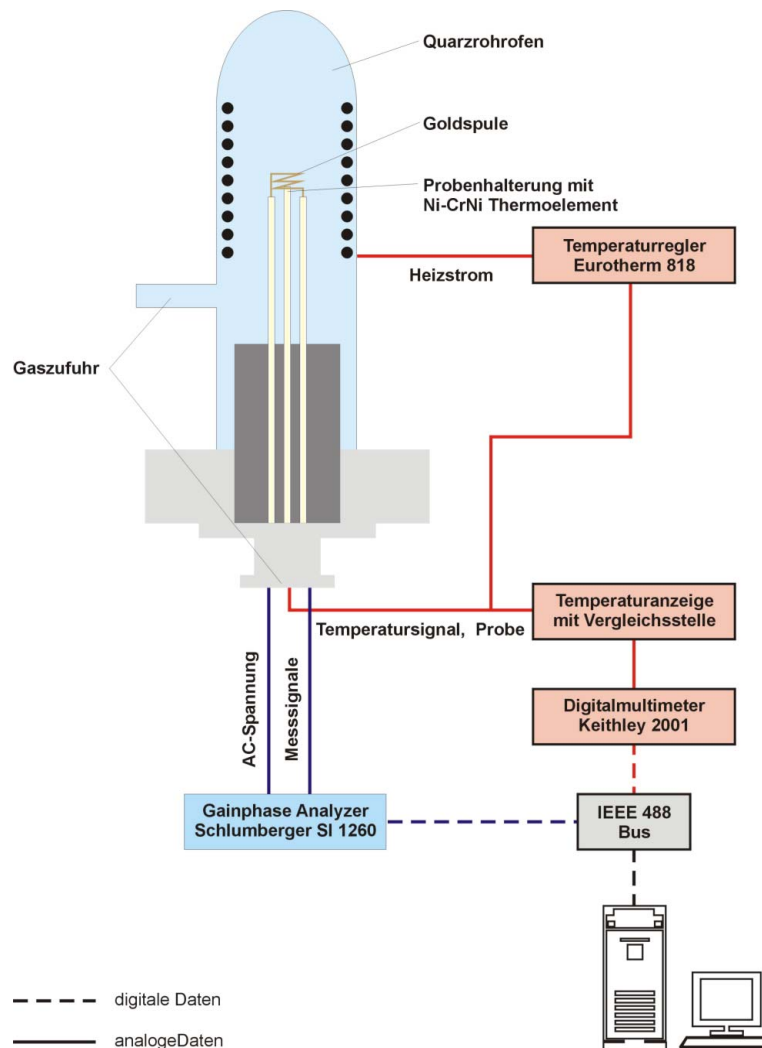 Quarzrohrofen
Goldspule
Probenhalterung mit
Ni-CrNi Thermoelement
Temperaturregler
Eurotherm 818
Heizstrom
Gaszufuhr
Temperaturanzeige
mit Vergleichsstelle
Temperatursignal, Probe
AC-Spannung
Messsignale
Digitalmultimeter
Keithley 2001
Gainphase Analyzer
Schlumberger SI 1260
IEEE 488
Bus
digitale Daten
analogeDaten